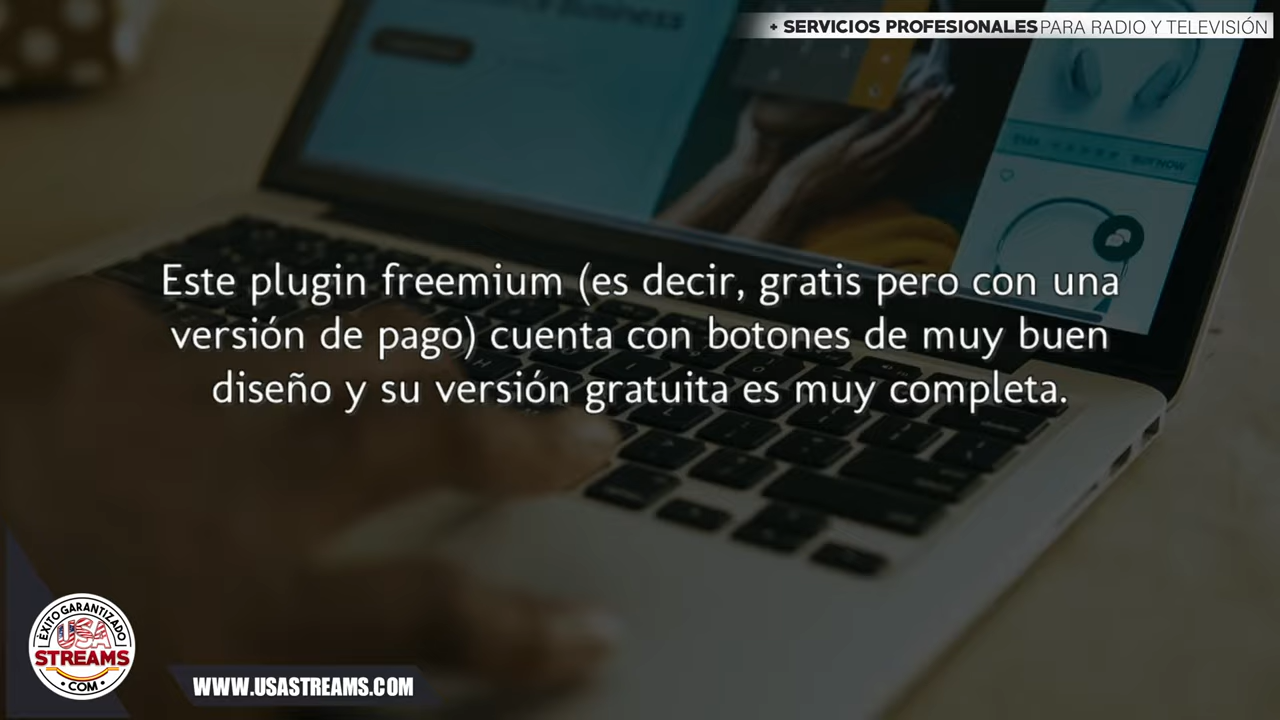 + SERVICIOS PROFESIONALES PARA RADIO Y TELEVISIÓN
BUY NOW
Este plugin freemium (es decir, gratis pero con una
versión de pago) cuenta con botones de muy buen
diseño y su versión gratuita es muy completa.
ÉXITO GARANTIZADO
USA
STREAMS
• COM •
WWW.USASTREAMS.COM